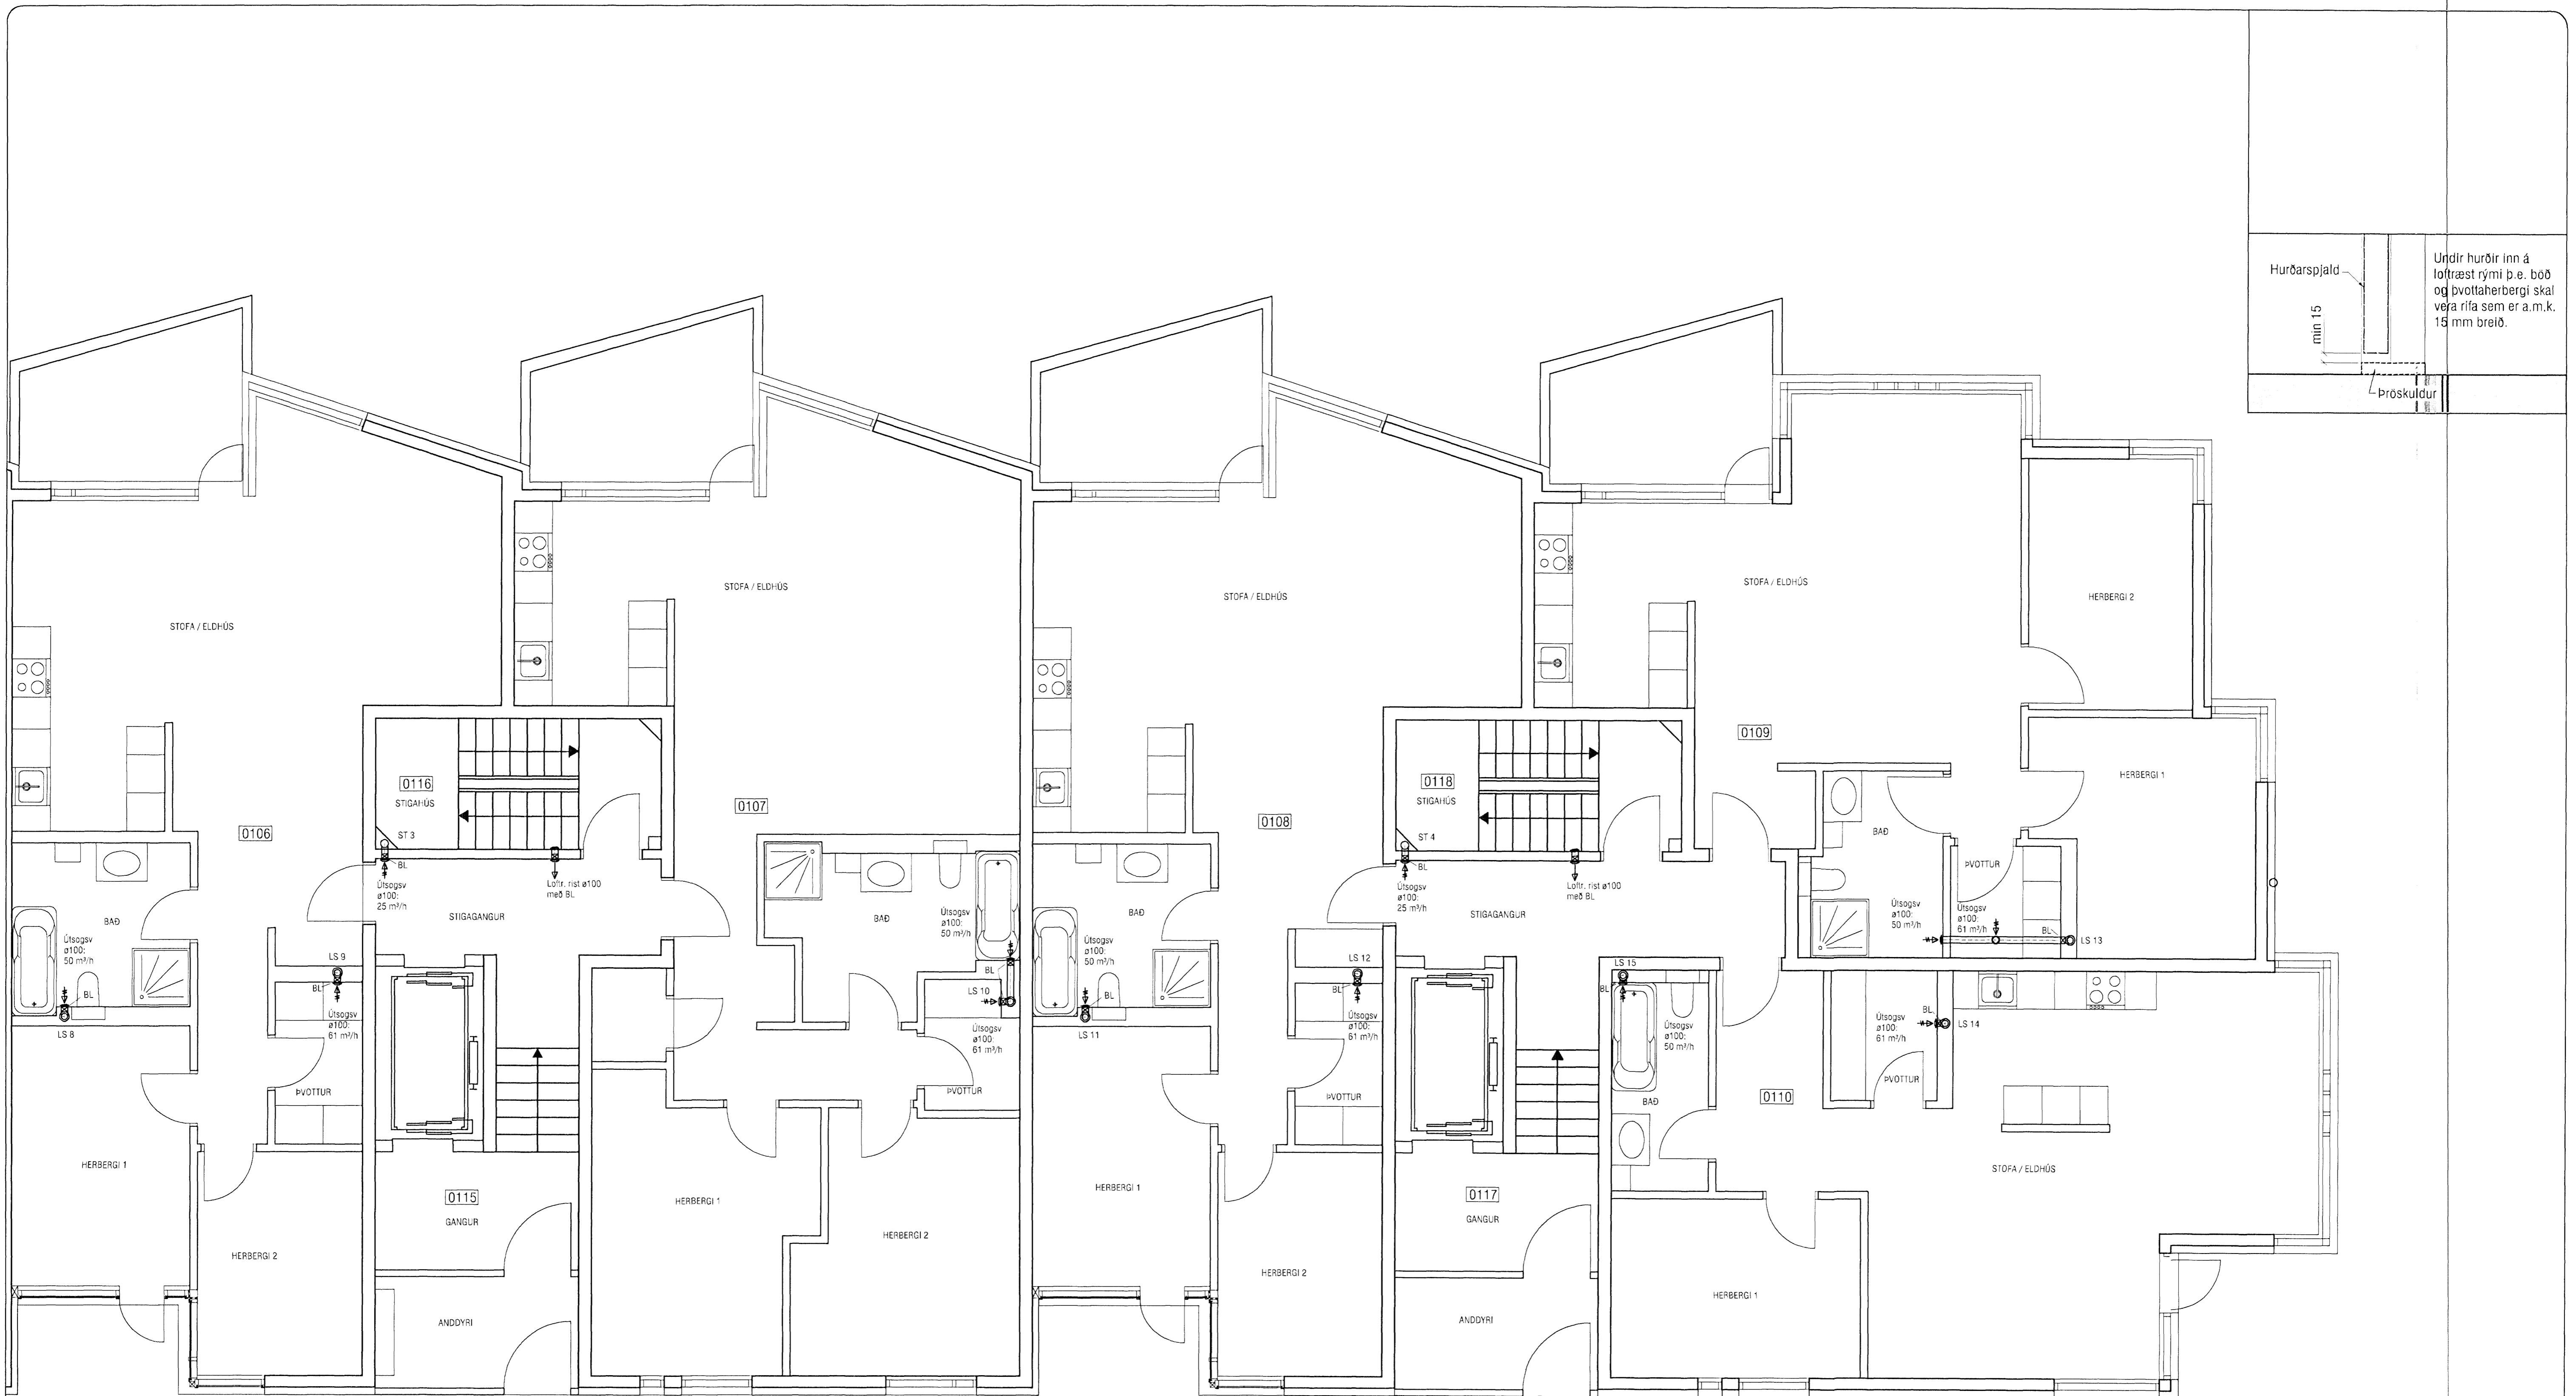 Hurðarspjald
Undir hurðir inn á
loftræst rými þ.e. böð
og þvottaherbergi skal
vera rifa sem er a.m.k.
15 mm breið.
min 15
Þröskuldur
STOFA / ELDHÚS
0106
BAÐ
Útsogsv
ø100:
50 m³/h
BL
LS 8
LS 9
BL
Útsogsv
ø100:
61 m³/h
ÞVOTTUR
HERBERGI 1
HERBERGI 2
0116
STIGAHÚS
ST 3
BL
Útsogsv
ø100:
25 m³/h
Loftr. rist ø100
með BL
STIGAGANGUR
0115
GANGUR
ANDDYRI
STOFA / ELDHÚS
0107
BAÐ
Útsogsv
ø100:
50 m³/h
BL
LS 10
Útsogsv
ø100:
61 m³/h
ÞVOTTUR
HERBERGI 1
HERBERGI 2
STOFA / ELDHÚS
0108
BAÐ
Útsogsv
ø100:
50 m³/h
BL
LS 11
LS 12
BL
Útsogsv
ø100:
61 m³/h
ÞVOTTUR
HERBERGI 1
HERBERGI 2
0118
STIGAHÚS
ST 4
BL
Útsogsv
ø100:
25 m³/h
Loftr. rist ø100
með BL
STIGAGANGUR
0117
GANGUR
ANDDYRI
STOFA / ELDHÚS
HERBERGI 2
0109
HERBERGI 1
BAÐ
ÞVOTTUR
Útsogsv
ø100:
50 m³/h
Útsogsv
ø100:
61 m³/h
BL
LS 13
LS 15
BL
Útsogsv
ø100:
50 m³/h
BAÐ
0110
Útsogsv
ø100:
61 m³/h
BL
LS 14
ÞVOTTUR
STOFA / ELDHÚS
HERBERGI 1